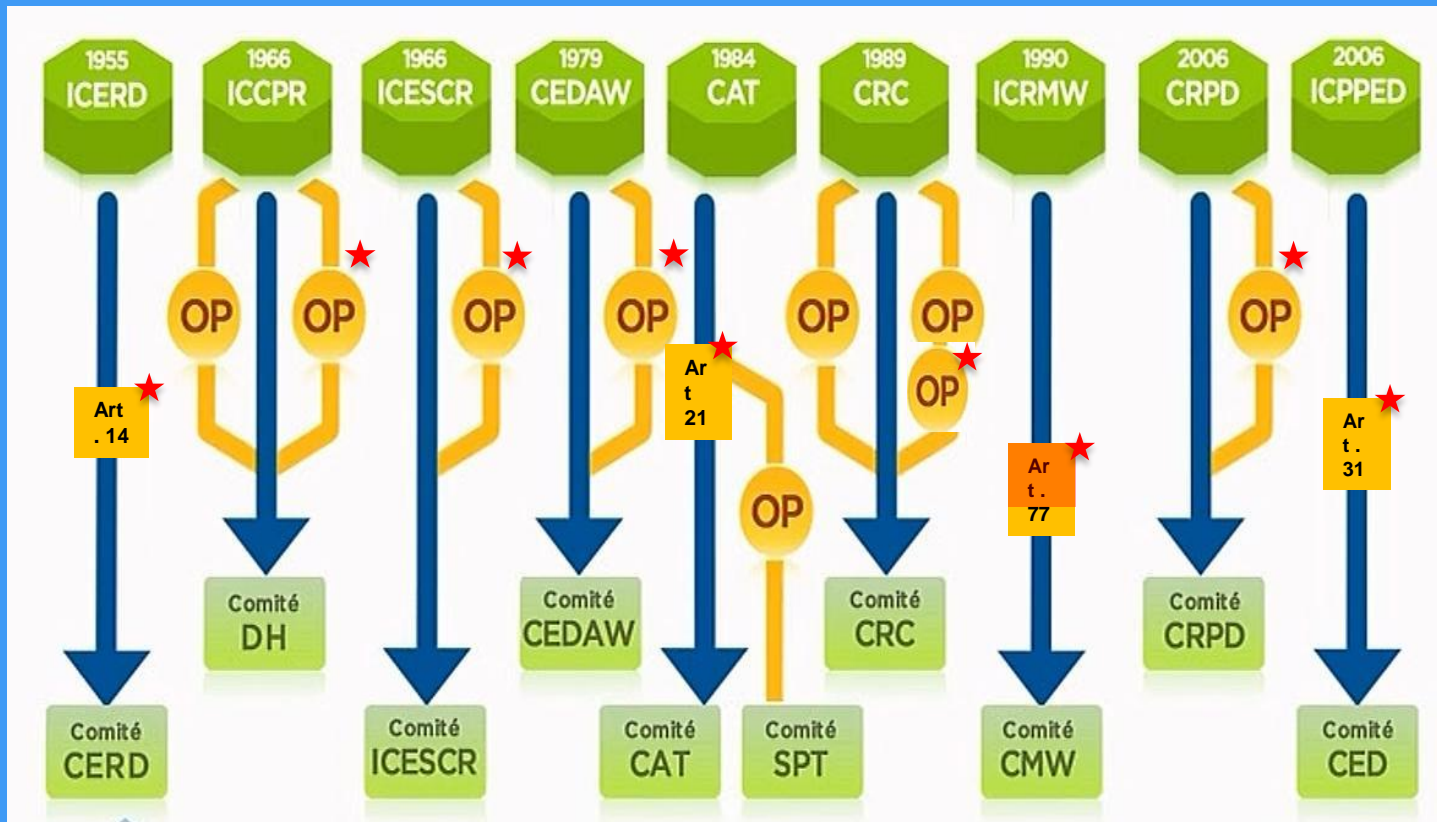 1955
ICERD
1966
ICCPR
1966
ICESCR
1979
CEDAW
1984
CAT
1989
CRC
1990
ICRMW
2006
CRPD
2006
ICPPED
OP
OP
OP
OP
OP
OP
OP
Ar
t
21
OP
Art
. 14
Ar
t .
31
Ar
t .
77
OP
Comité
DH
Comité
CEDAW
Comité
CRC
Comité
CRPD
Comité
CERD
Comité
ICESCR
Comité
CAT
Comité
SPT
Comité
CMW
Comité
CED